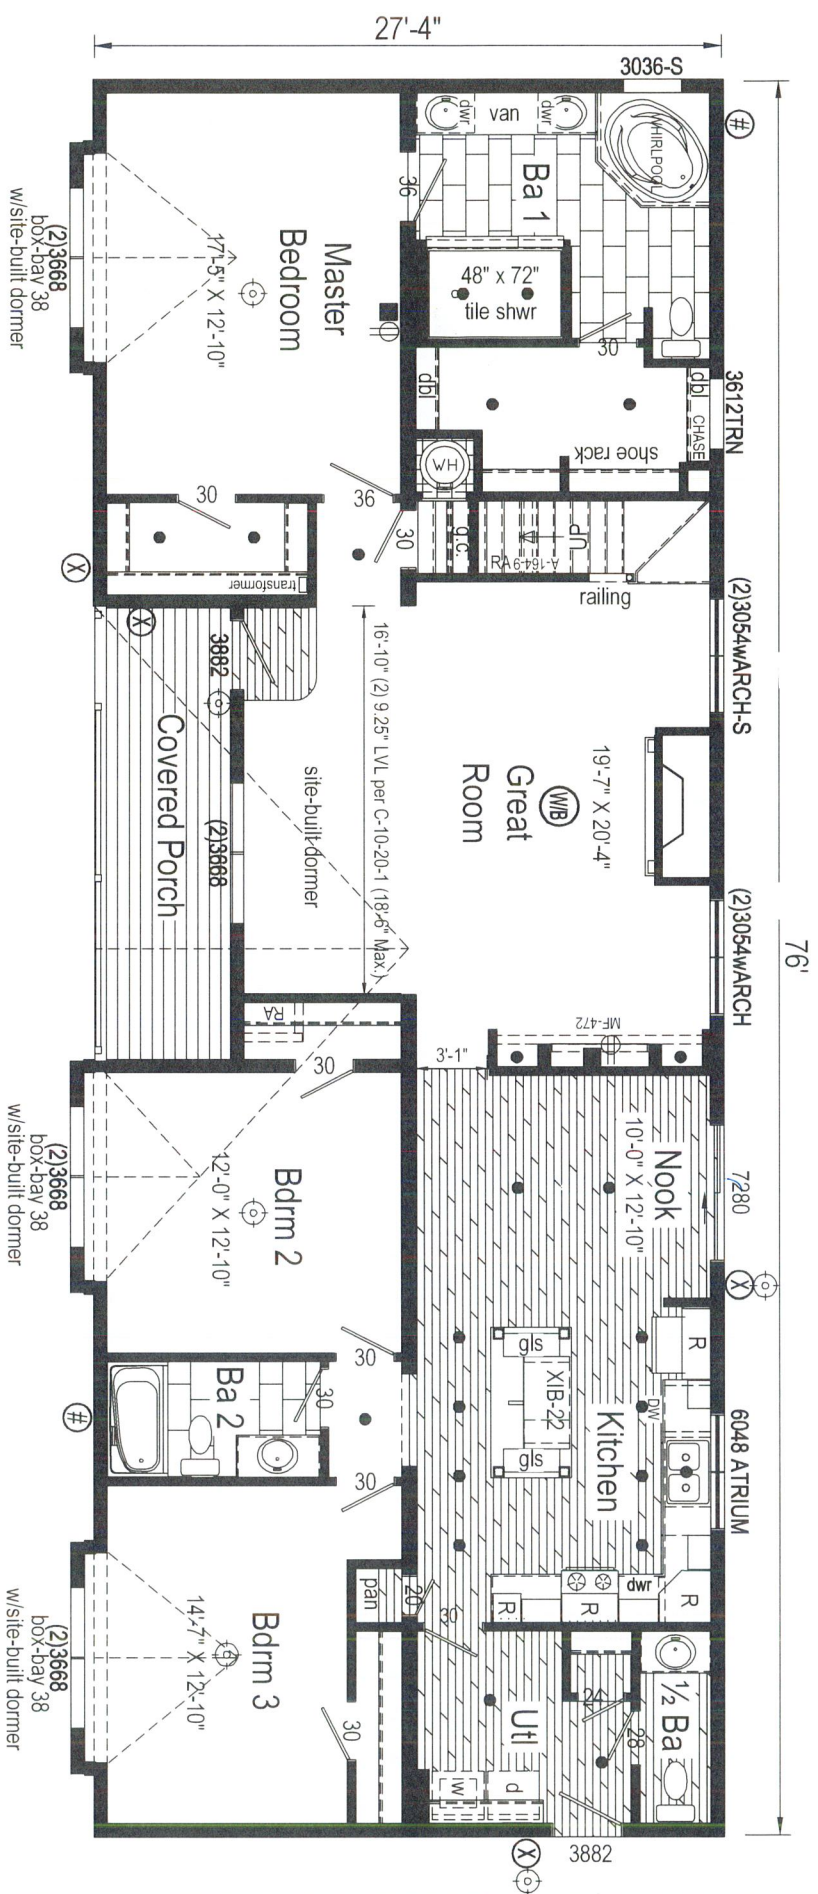 27'-4"
3036-S
#
WHIRLPOOL
dwr
van
dwr
Ba 1
36
48" x 72"
tile shwr
30
Master
Bedroom
17'-5" X 12'-10"
(2)3668
box-bay 38
w/site-built dormer
3612TRN
dbl
CHASE
dbl
shoe rack
WH
30
36
30
g.c.
UP
RA
A-164-9
railing
transformer
X
X
3882
(2)3054wARCH-S
76'
16'-10" (2) 9.25" LVL per C-10-20-1 (18'-6" Max.)
site-built dormer
Covered Porch
(2)3668
Great
Room
WB
19'-7" X 20'-4"
(2)3054wARCH
MF-472
RA
30
3'-1"
Nook
10'-0" X 12'-10"
7280
X
Bdrm 2
12'-0" X 12'-10"
(2)3668
box-bay 38
w/site-built dormer
30
R
gls
XIB-22
gls
DW
Kitchen
6048 ATRIUM
Ba 2
30
#
30
dwr
R
R
R
pan
20
30
Bdrm 3
14'-7" X 12'-10"
(2)3668
box-bay 38
w/site-built dormer
30
Utl
24
28
½ Ba
W
d
3882
X